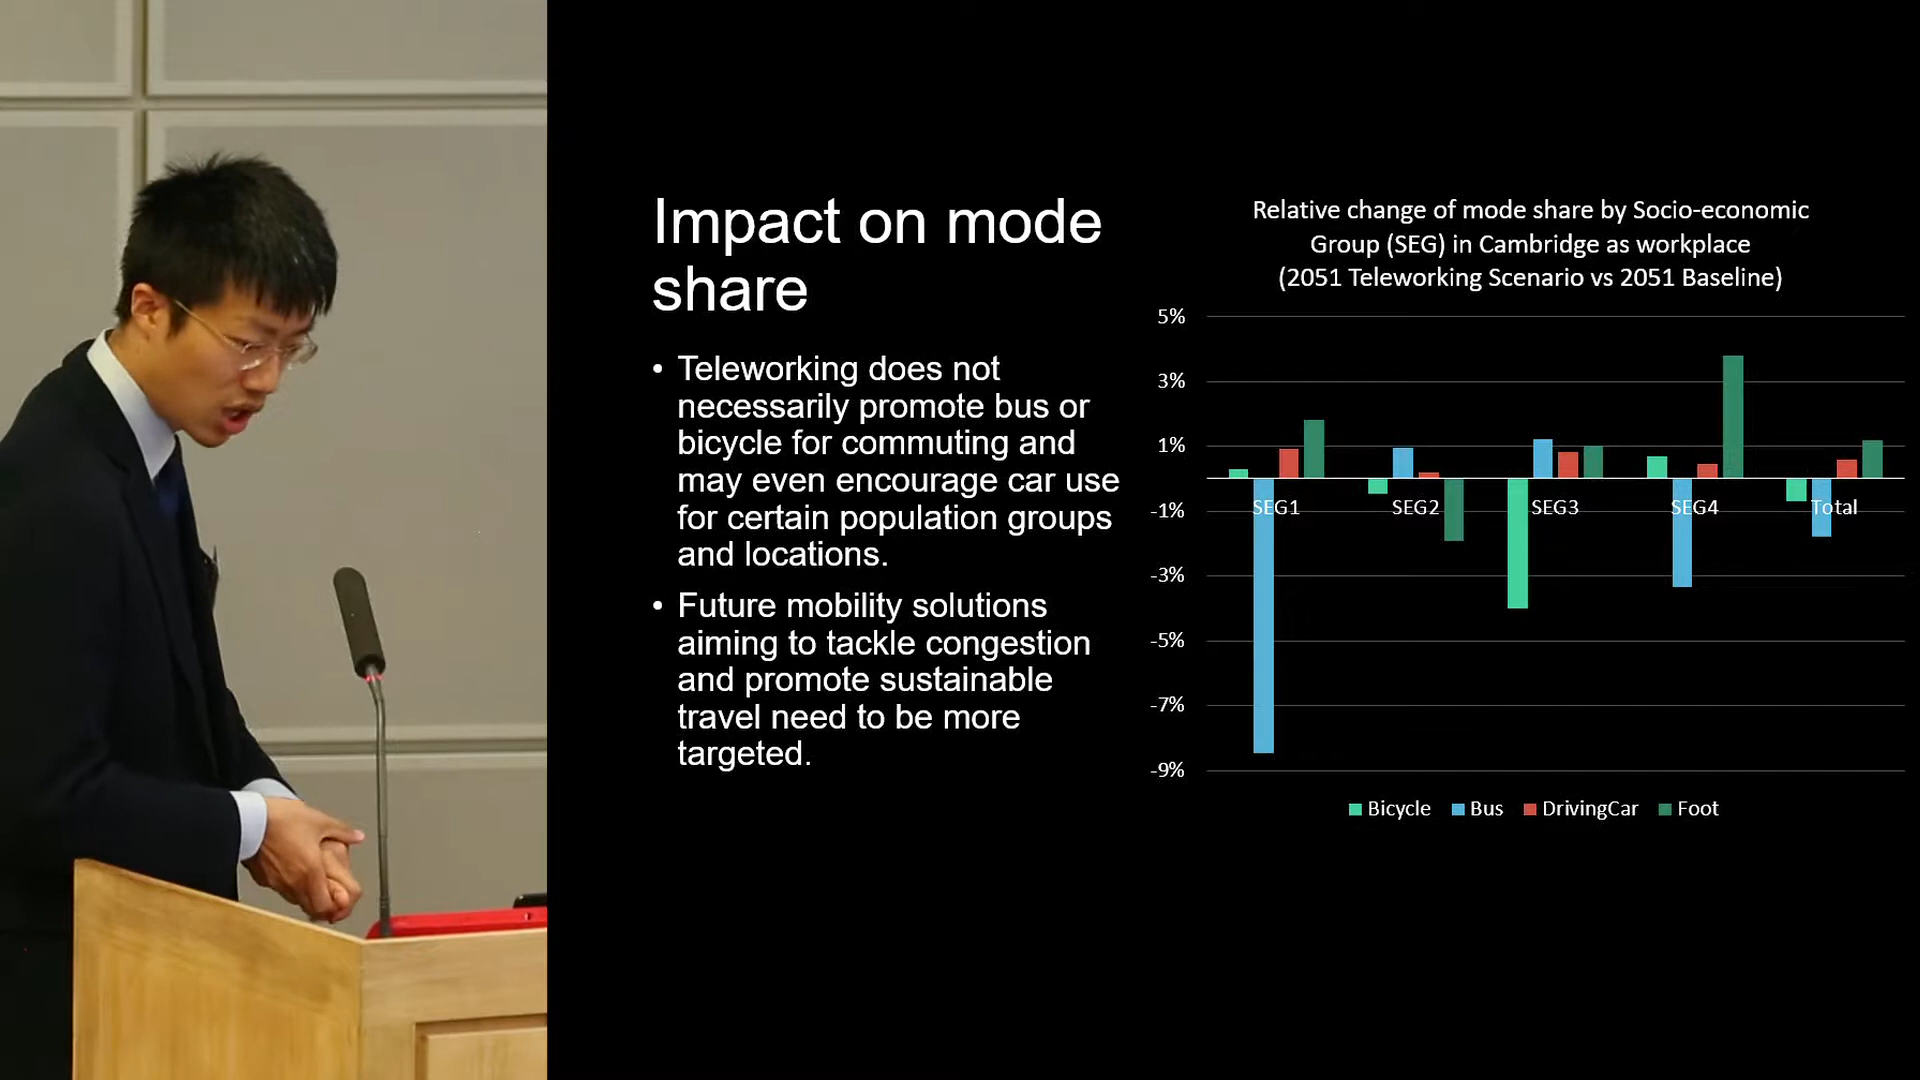 Impact on mode
share
• Teleworking does not
necessarily promote bus or
bicycle for commuting and
may even encourage car use
for certain population groups
and locations.
• Future mobility solutions
aiming to tackle congestion
and promote sustainable
travel need to be more
targeted.
Relative change of mode share by Socio-economic
Group (SEG) in Cambridge as workplace
(2051 Teleworking Scenario vs 2051 Baseline)
5%
3%
1%
-1%
-3%
-5%
-7%
-9%
SEG1 SEG2 SEG3 SEG4 Total
Bicycle Bus DrivingCar Foot